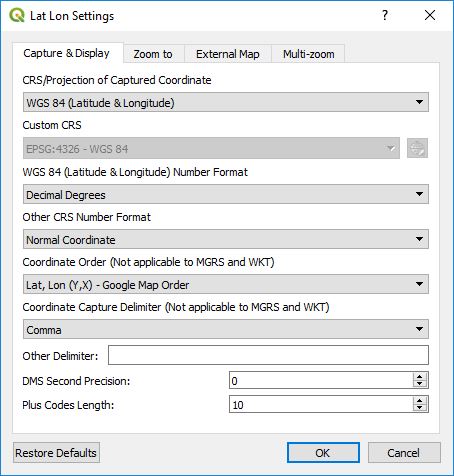 Lat Lon Settings
?
Capture & Display
Zoom to
External Map
Multi-zoom
CRS/Projection of Captured Coordinate
WGS 84 (Latitude & Longitude)
Custom CRS
EPSG:4326 - WGS 84
WGS 84 (Latitude & Longitude) Number Format
Decimal Degrees
Other CRS Number Format
Normal Coordinate
Coordinate Order (Not applicable to MGRS and WKT)
Lat, Lon (Y,X) - Google Map Order
Coordinate Capture Delimiter (Not applicable to MGRS and WKT)
Comma
Other Delimiter:
DMS Second Precision: 0
Plus Codes Length: 10
Restore Defaults
OK
Cancel